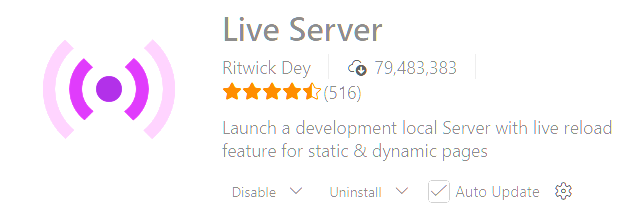 Live Server
Ritwick Dey 79,483,383
(516)
Launch a development local Server with live reload
feature for static & dynamic pages
Disable Uninstall Auto Update